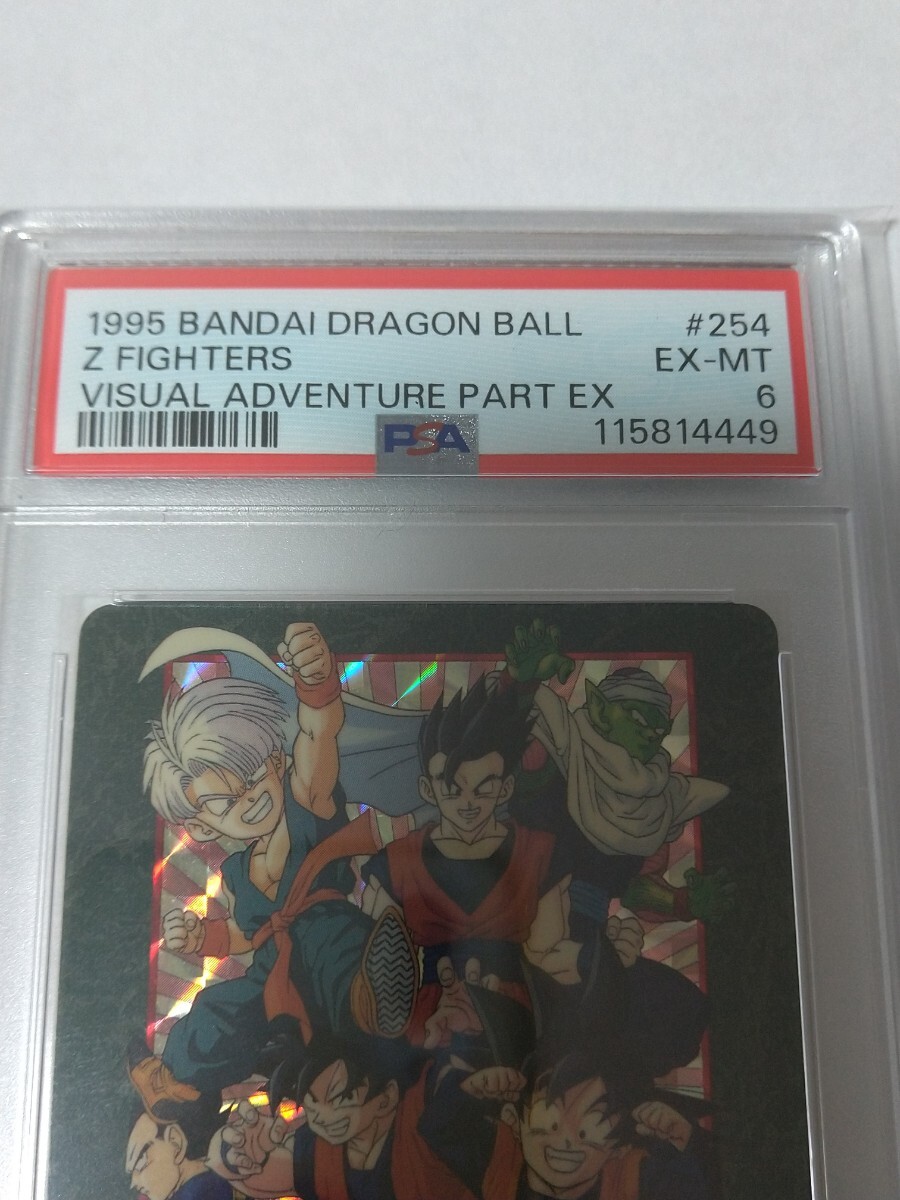 1995 BANDAI DRAGON BALL #254
Z FIGHTERS EX-MT
VISUAL ADVENTURE PART EX 6
PSA 115814449